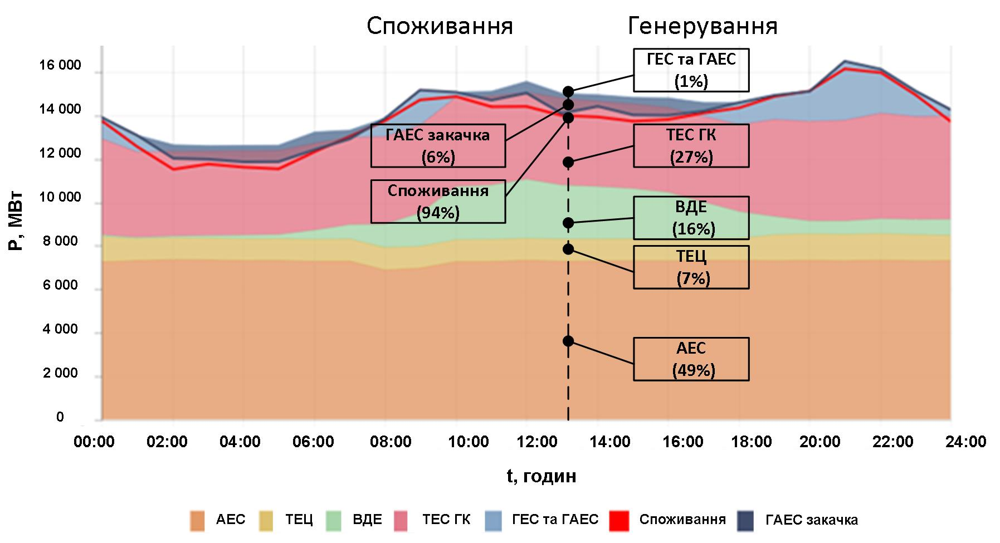 Споживання
Генерування
16 000
14 000
12 000
10 000
8 000
6 000
4 000
2 000
0
Р, МВт
ГЕС та ГАЕС
(1%)
ГАЕС закачка
(6%)
ТЕС ГК
(27%)
Споживання
(94%)
ВДЕ
(16%)
ТЕЦ
(7%)
АЕС
(49%)
00:00 02:00 04:00 06:00 08:00 10:00 12:00 14:00 16:00 18:00 20:00 22:00 24:00
t, годин
АЕС ТЕЦ ВДЕ ТЕС ГК ГЕС та ГАЕС Споживання ГАЕС закачка